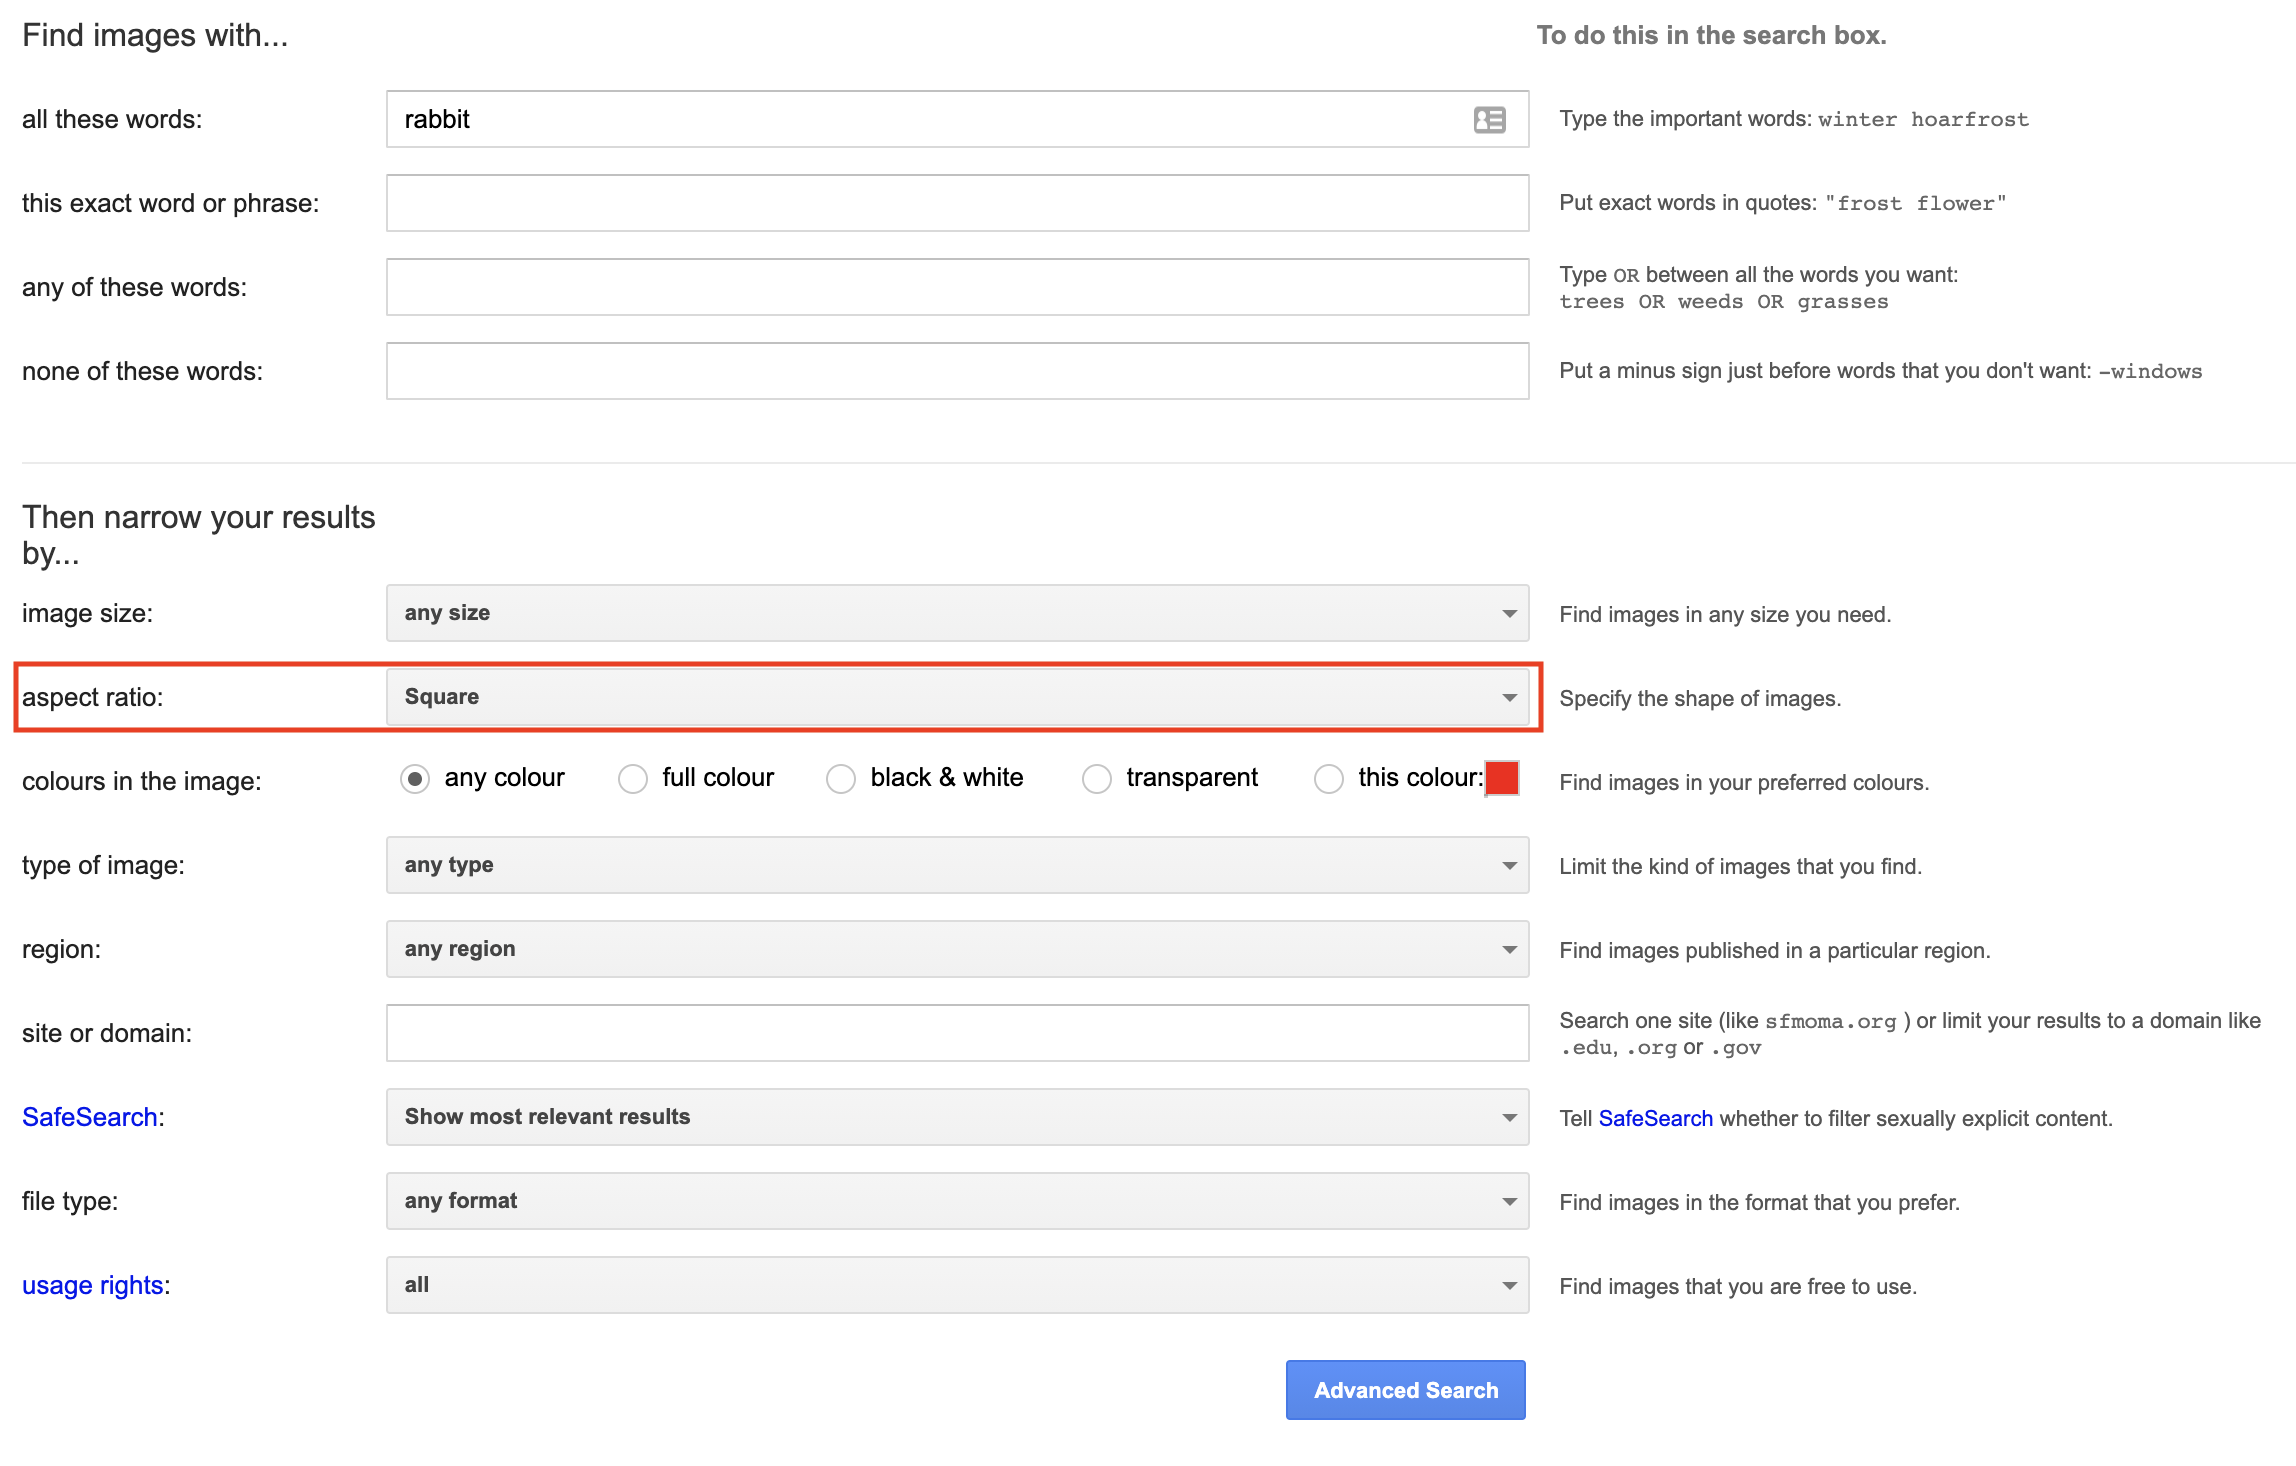 Find images with...
To do this in the search box.
all these words:
rabbit
Type the important words: winter hoarfrost
this exact word or phrase:
Put exact words in quotes: "frost flower"
any of these words:
Type OR between all the words you want:
trees OR weeds OR grasses
none of these words:
Put a minus sign just before words that you don't want: -windows
Then narrow your results
by...
image size:
any size
Find images in any size you need.
aspect ratio:
Square
Specify the shape of images.
colours in the image:
any colour
full colour
black & white
transparent
this colour:
Find images in your preferred colours.
type of image:
any type
Limit the kind of images that you find.
region:
any region
Find images published in a particular region.
site or domain:
Search one site (like sfmoma.org ) or limit your results to a domain like
.edu, .org or .gov
SafeSearch:
Show most relevant results
Tell SafeSearch whether to filter sexually explicit content.
file type:
any format
Find images in the format that you prefer.
usage rights:
all
Find images that you are free to use.
Advanced Search